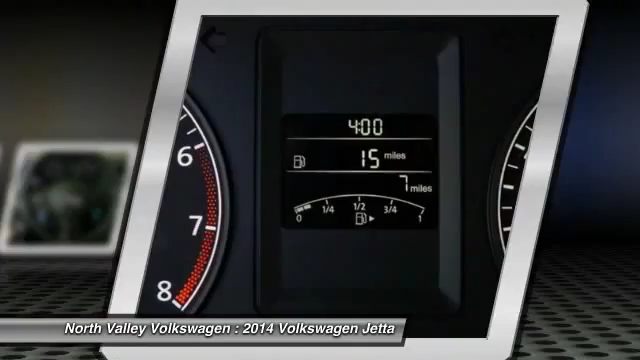 4:00
6
15 miles
7 miles
7
0 1/4 1/2 3/4 1
8
North Valley Volkswagen : 2014 Volkswagen Jetta